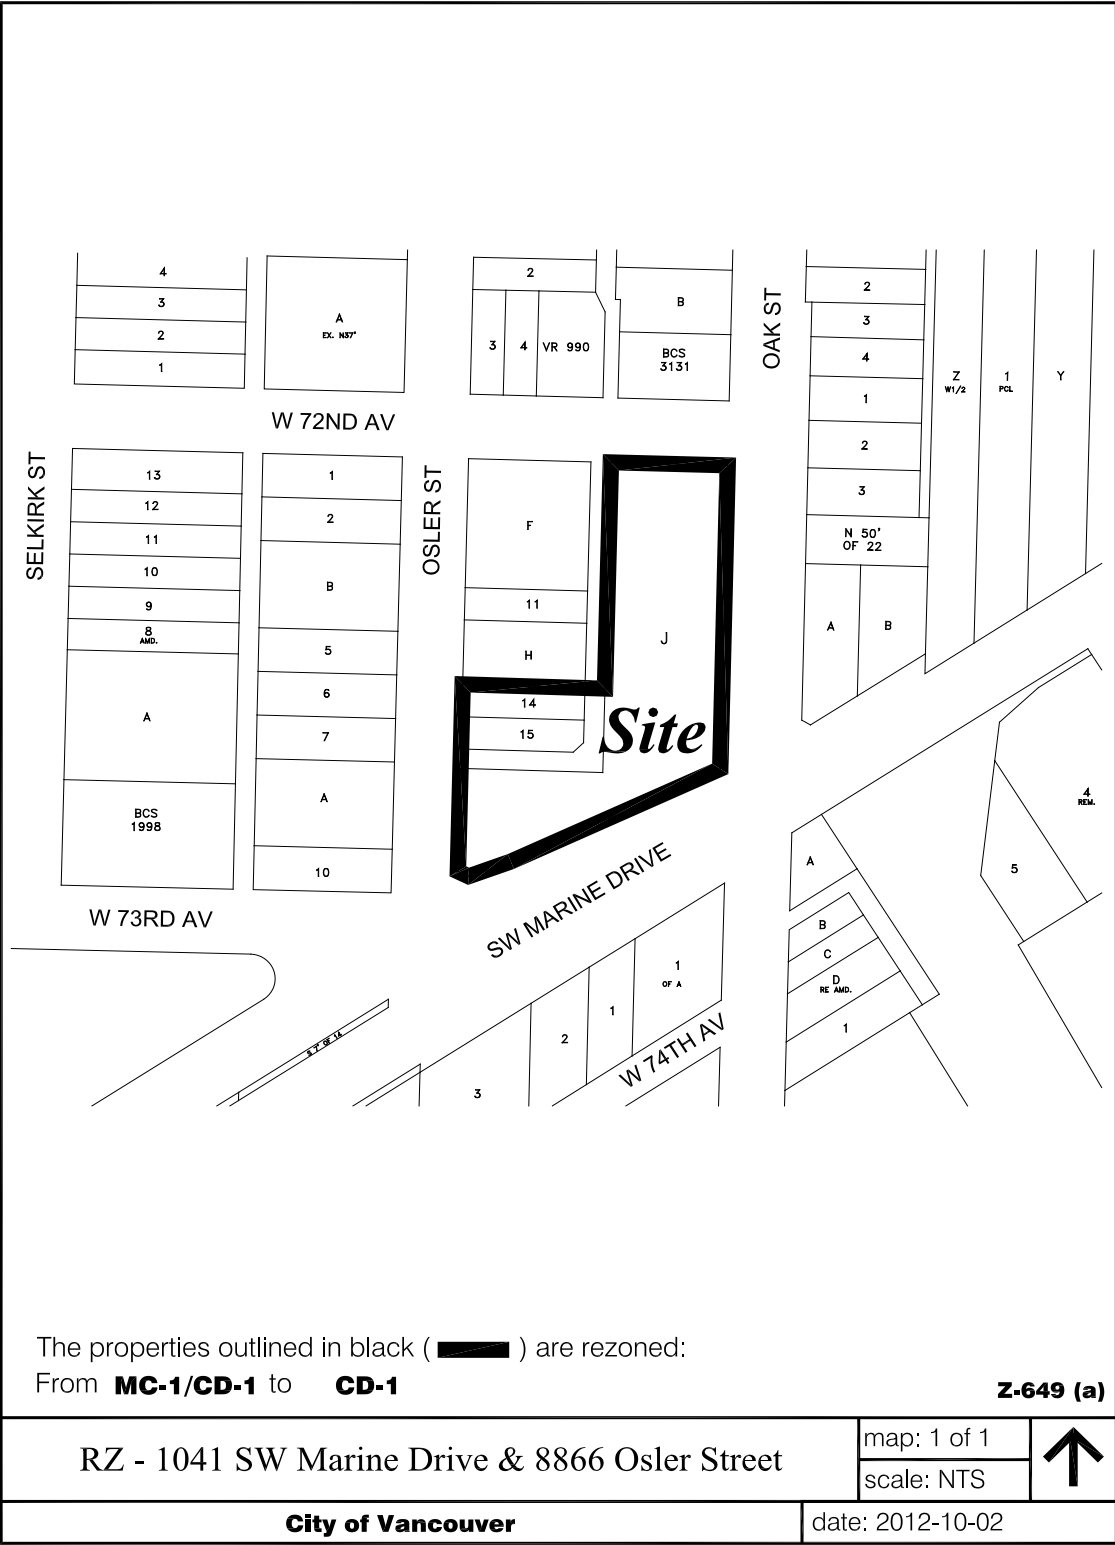 4
3
2
1
A
EX. N37'
2
3
4
VR 990
B
BCS
3131
OAK ST
2
3
4
1
2
3
N 50'
OF 22
A
B
Z
W1/2
1
PCL
Y
W 72ND AV
SELKIRK ST
13
12
11
10
9
8
AMD.
A
BCS
1998
1
2
B
5
6
7
A
10
OSLER ST
F
11
H
14
15
J
Site
W 73RD AV
SW MARINE DRIVE
W 74TH AV
S 7' OF 14
3
2
1
1
OF A
A
B
C
D
RE AMD.
1
4
REM.
5
The properties outlined in black ( ) are rezoned:
From MC-1/CD-1 to CD-1
Z-649 (a)
RZ - 1041 SW Marine Drive & 8866 Osler Street
map: 1 of 1
scale: NTS
City of Vancouver
date: 2012-10-02